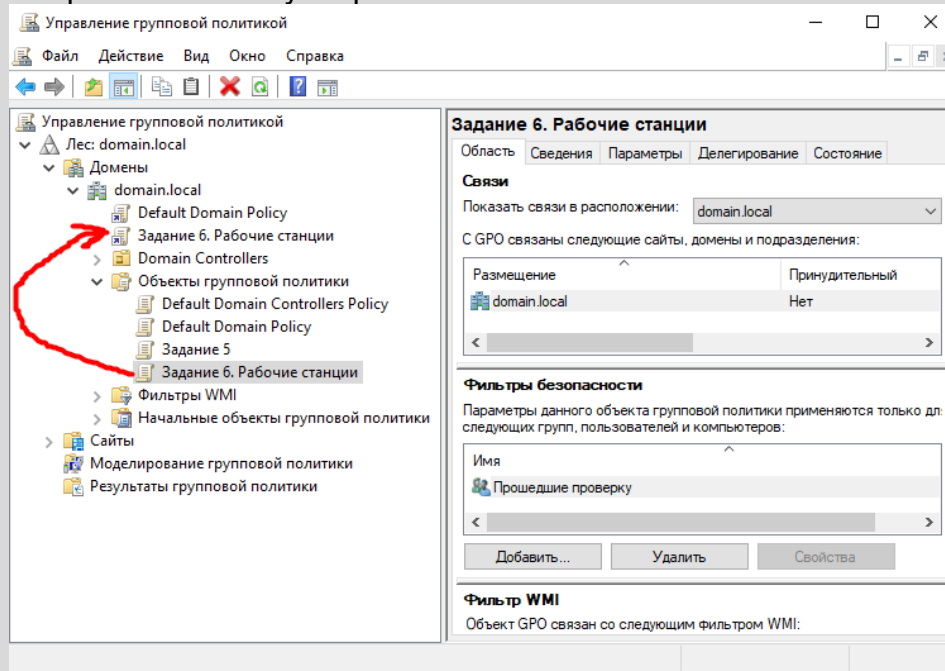 Управление групповой политикой
Файл Действие Вид Окно Справка
Управление групповой политикой
Лес: domain.local
Домены
domain.local
Default Domain Policy
Задание 6. Рабочие станции
Domain Controllers
Объекты групповой политики
Default Domain Controllers Policy
Default Domain Policy
Задание 5
Задание 6. Рабочие станции
Фильтры WMI
Начальные объекты групповой политики
Сайты
Моделирование групповой политики
Результаты групповой политики
Задание 6. Рабочие станции
Область Сведения Параметры Делегирование Состояние
Связи
Показать связи в расположении: domain.local
С GPO связаны следующие сайты, домены и подразделения:
Размещение Принудительный
domain.local Нет
Фильтры безопасности
Параметры данного объекта групповой политики применяются только дл
следующих групп, пользователей и компьютеров:
Имя
Прошедшие проверку
Добавить... Удалить Свойства
Фильтр WMI
Объект GPO связан со следующим фильтром WMI: